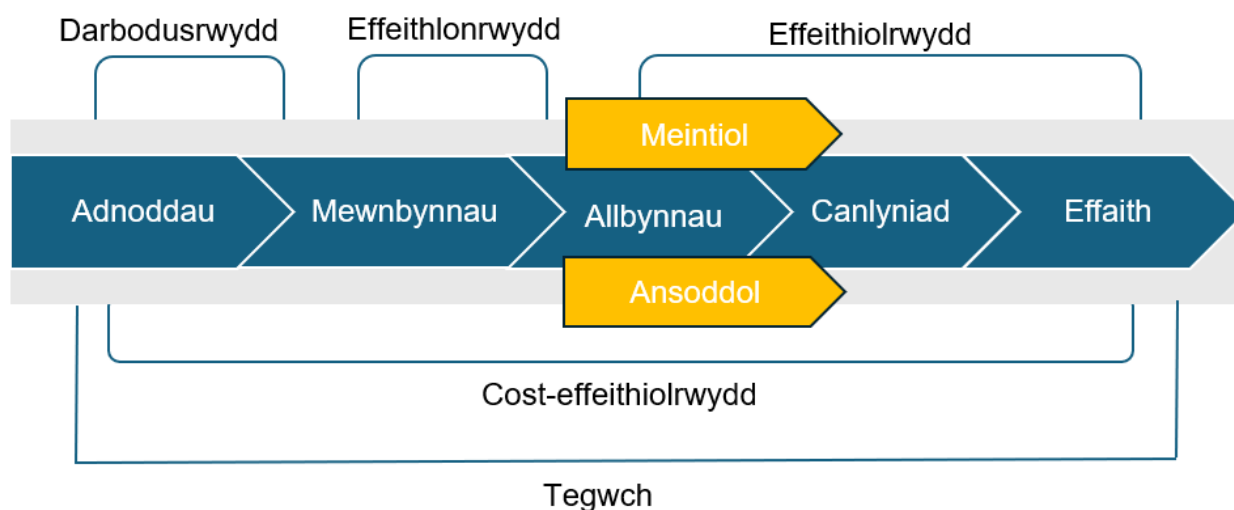 Darbodusrwydd
Effeithlonrwydd
Effeithiolrwydd
Meintiol
Adnoddau
Mewnbynnau
Allbynnau
Canlyniad
Effaith
Ansoddol
Cost-effeithiolrwydd
Tegwch